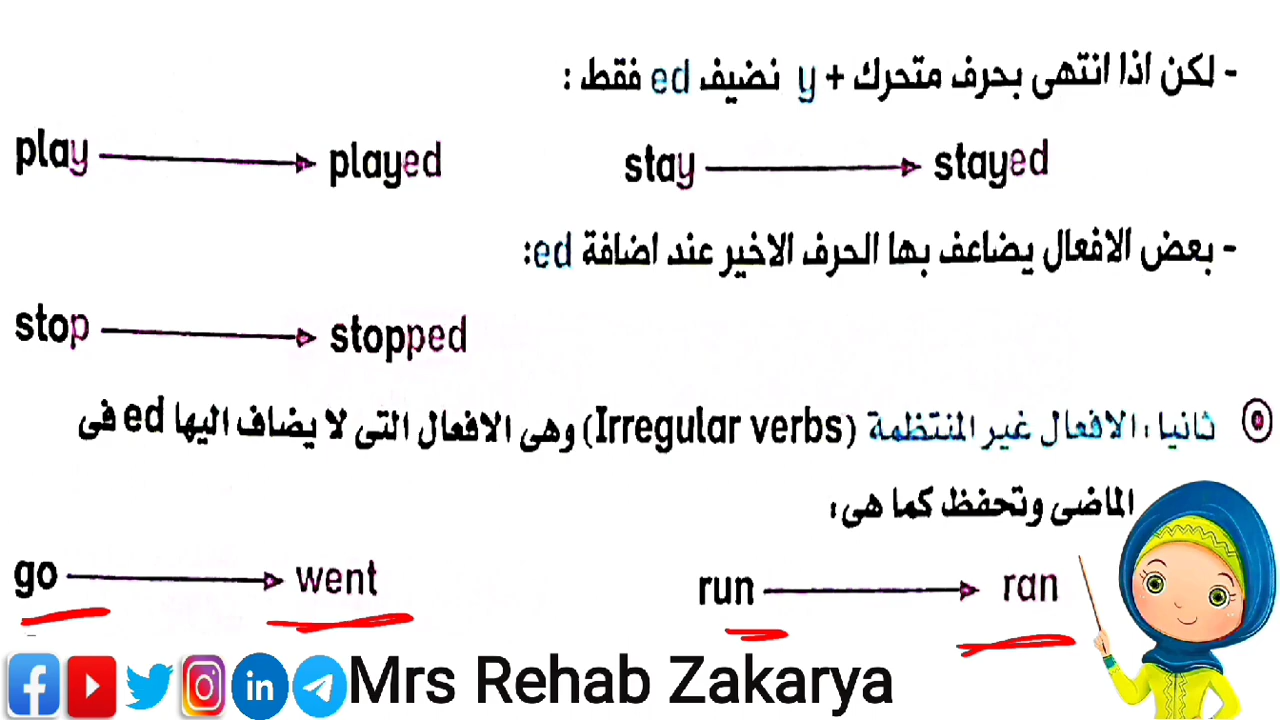 - لكن اذا انتهى بحرف متحرك + y نضيف ed فقط :
play → played stay → stayed
- بعض الافعال يضاعف بها الحرف الاخير عند اضافة ed:
stop → stopped
ثانيا : الافعال غير المنتظمة (Irregular verbs) وهى الافعال التى لا يضاف اليها ed فى
الماضى وتحفظ كما هى :
go → went run → ran
Mrs Rehab Zakarya